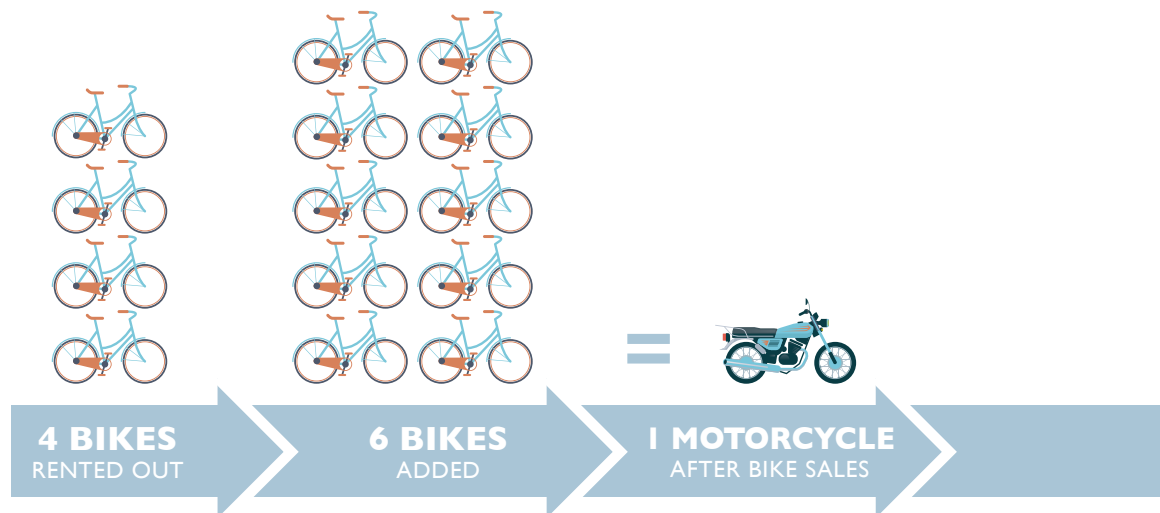 4 BIKES
RENTED OUT
6 BIKES
ADDED
=
1 MOTORCYCLE
AFTER BIKE SALES